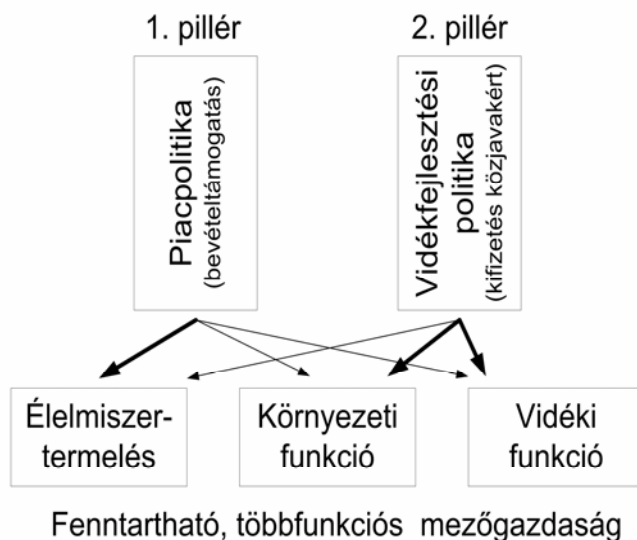 1. pillér
2. pillér
Piacpolitika
(bevételtámogatás)
Vidékfejlesztési
politika
(kifizetés közjavakért)
Élelmiszer-
termelés
Környezeti
funkció
Vidéki
funkció
Fenntartható, többfunkciós mezőgazdaság